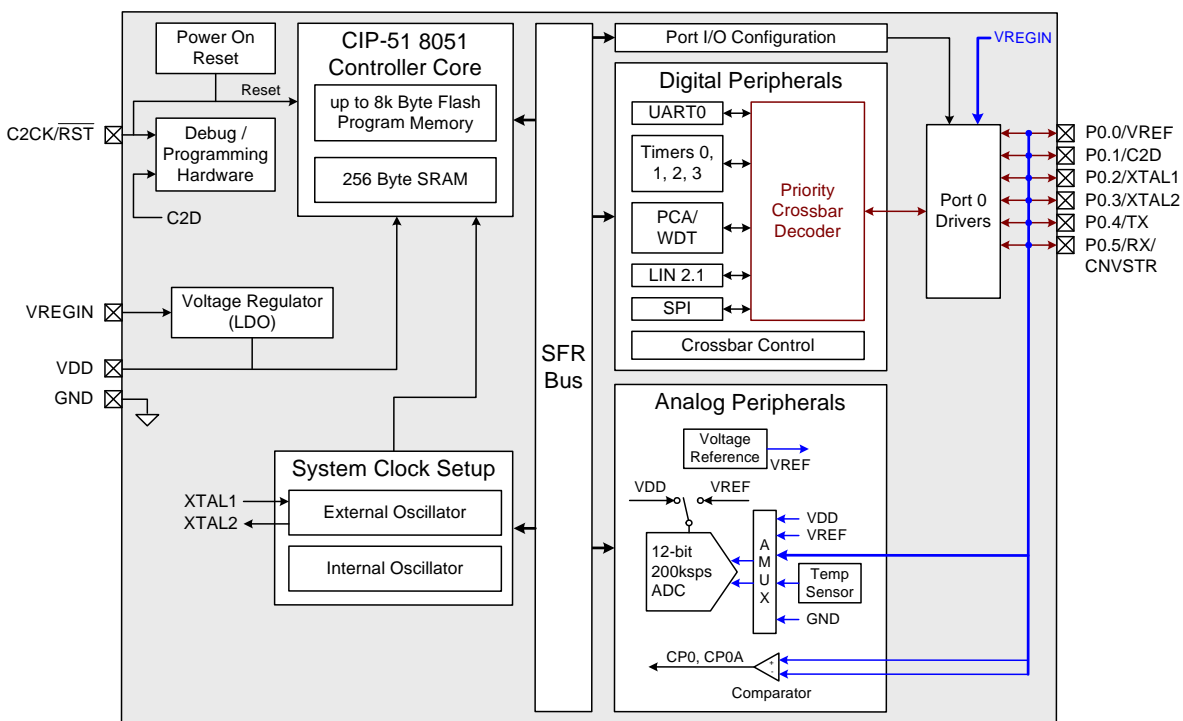 Power On
Reset
Reset
C2CK/RST
Debug /
Programming
Hardware
C2D
CIP-51 8051
Controller Core
up to 8k Byte Flash
Program Memory
256 Byte SRAM
VREGIN
Voltage Regulator
(LDO)
VDD
GND
System Clock Setup
XTAL1
XTAL2
External Oscillator
Internal Oscillator
SFR
Bus
Port I/O Configuration
Digital Peripherals
UART0
Timers 0,
1, 2, 3
PCA/
WDT
LIN 2.1
SPI
Priority
Crossbar
Decoder
Crossbar Control
VREGIN
Port 0
Drivers
P0.0/VREF
P0.1/C2D
P0.2/XTAL1
P0.3/XTAL2
P0.4/TX
P0.5/RX/
CNVSTR
Analog Peripherals
Voltage
Reference
VREF
VDD
VREF
12-bit
200ksps
ADC
A
M
U
X
VDD
VREF
Temp
Sensor
GND
CP0, CP0A
+
-
Comparator